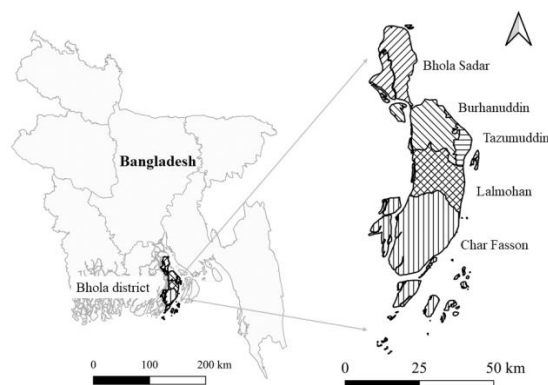 Bhola Sadar
Burhanuddin
Bangladesh
Tazumuddin
Lalmohan
Char Fasson
Bhola district
0 100 200 km
0 25 50 km